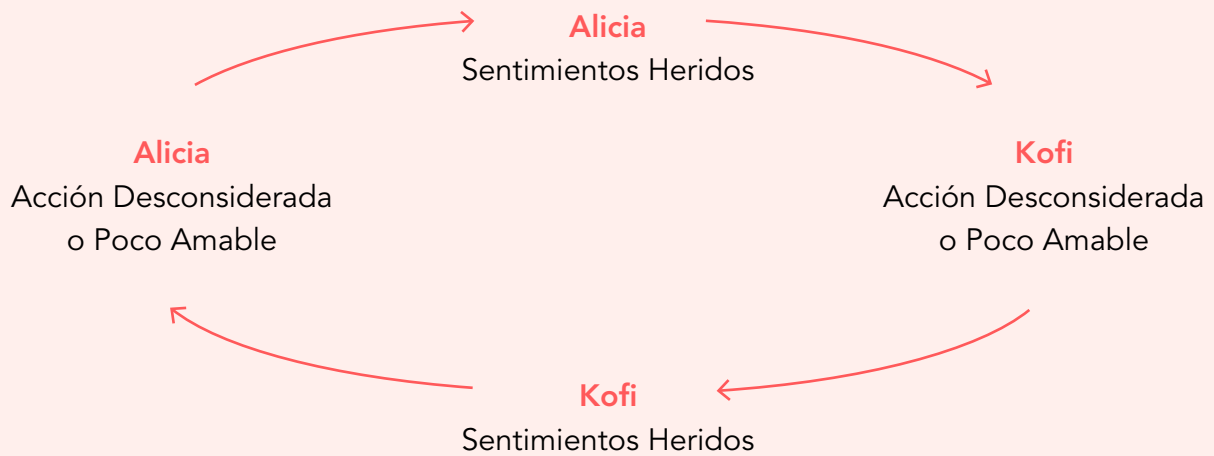 Alicia
Sentimientos Heridos
Alicia
Acción Desconsiderada
o Poco Amable
Kofi
Acción Desconsiderada
o Poco Amable
Kofi
Sentimientos Heridos